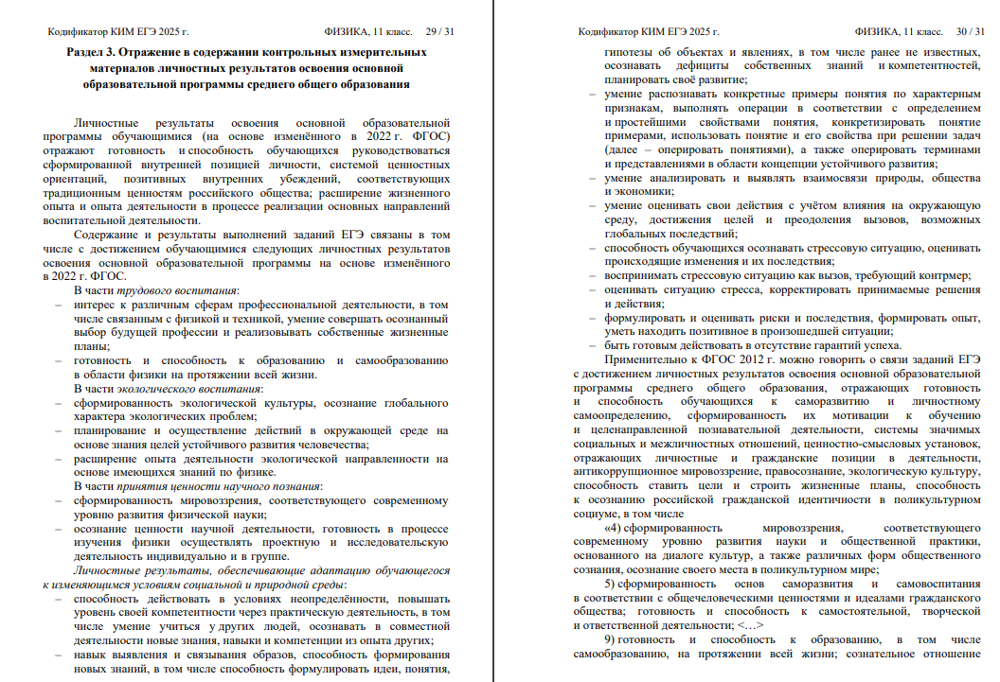 Кодификатор КИМ ЕГЭ 2025 г. ФИЗИКА, 11 класс. 29 / 31
Раздел 3. Отражение в содержании контрольных измерительных
материалов личностных результатов освоения основной
образовательной программы среднего общего образования
Личностные результаты освоения основной образовательной
программы обучающимися (на основе изменённого в 2022 г. ФГОС)
отражают готовность и способность обучающихся руководствоваться
сформированной внутренней позицией личности, системой ценностных
ориентаций, позитивных внутренних убеждений, соответствующих
традиционным ценностям российского общества; расширение жизненного
опыта и опыта деятельности в процессе реализации основных направлений
воспитательной деятельности.
Содержание и результаты выполнений заданий ЕГЭ связаны в том
числе с достижением обучающимися следующих личностных результатов
освоения основной образовательной программы на основе изменённого
в 2022 г. ФГОС.
В части трудового воспитания:
– интерес к различным сферам профессиональной деятельности, в том
числе связанным с физикой и техникой, умение совершать осознанный
выбор будущей профессии и реализовывать собственные жизненные
планы;
– готовность и способность к образованию и самообразованию
в области физики на протяжении всей жизни.
В части экологического воспитания:
– сформированность экологической культуры, осознание глобального
характера экологических проблем;
– планирование и осуществление действий в окружающей среде на
основе знания целей устойчивого развития человечества;
– расширение опыта деятельности экологической направленности на
основе имеющихся знаний по физике.
В части принятия ценности научного познания:
– сформированность мировоззрения, соответствующего современному
уровню развития физической науки;
– осознание ценности научной деятельности, готовность в процессе
изучения физики осуществлять проектную и исследовательскую
деятельность индивидуально и в группе.
Личностные результаты, обеспечивающие адаптацию обучающегося
к изменяющимся условиям социальной и природной среды:
– способность действовать в условиях неопределённости, повышать
уровень своей компетентности через практическую деятельность, в том
числе умение учиться у других людей, осознавать в совместной
деятельности новые знания, навыки и компетенции из опыта других;
– навык выявления и связывания образов, способность формирования
новых знаний, в том числе способность формулировать идеи, понятия,
Кодификатор КИМ ЕГЭ 2025 г. ФИЗИКА, 11 класс. 30 / 31
гипотезы об объектах и явлениях, в том числе ранее не известных,
осознавать дефициты собственных знаний и компетентностей,
планировать своё развитие;
– умение распознавать конкретные примеры понятия по характерным
признакам, выполнять операции в соответствии с определением
и простейшими свойствами понятия, конкретизировать понятие
примерами, использовать понятие и его свойства при решении задач
(далее – оперировать понятиями), а также оперировать терминами
и представлениями в области концепции устойчивого развития;
– умение анализировать и выявлять взаимосвязи природы, общества
и экономики;
– умение оценивать свои действия с учётом влияния на окружающую
среду, достижения целей и преодоления вызовов, возможных
глобальных последствий;
– способность обучающихся осознавать стрессовую ситуацию, оценивать
происходящие изменения и их последствия;
– воспринимать стрессовую ситуацию как вызов, требующий контрмер;
– оценивать ситуацию стресса, корректировать принимаемые решения
и действия;
– формулировать и оценивать риски и последствия, формировать опыт,
уметь находить позитивное в произошедшей ситуации;
– быть готовым действовать в отсутствие гарантий успеха.
Применительно к ФГОС 2012 г. можно говорить о связи заданий ЕГЭ
с достижением личностных результатов освоения основной образовательной
программы среднего общего образования, отражающих готовность
и способность обучающихся к саморазвитию и личностному
самоопределению, сформированность их мотивации к обучению
и целенаправленной познавательной деятельности, системы значимых
социальных и межличностных отношений, ценностно-смысловых установок,
отражающих личностные и гражданские позиции в деятельности,
антикоррупционное мировоззрение, правосознание, экологическую культуру,
способность ставить цели и строить жизненные планы, способность
к осознанию российской гражданской идентичности в поликультурном
социуме, в том числе
«4) сформированность мировоззрения, соответствующего
современному уровню развития науки и общественной практики,
основанного на диалоге культур, а также различных форм общественного
сознания, осознание своего места в поликультурном мире;
5) сформированность основ саморазвития и самовоспитания
в соответствии с общечеловеческими ценностями и идеалами гражданского
общества; готовность и способность к самостоятельной, творческой
и ответственной деятельности; <…>
9) готовность и способность к образованию, в том числе
самообразованию, на протяжении всей жизни; сознательное отношение